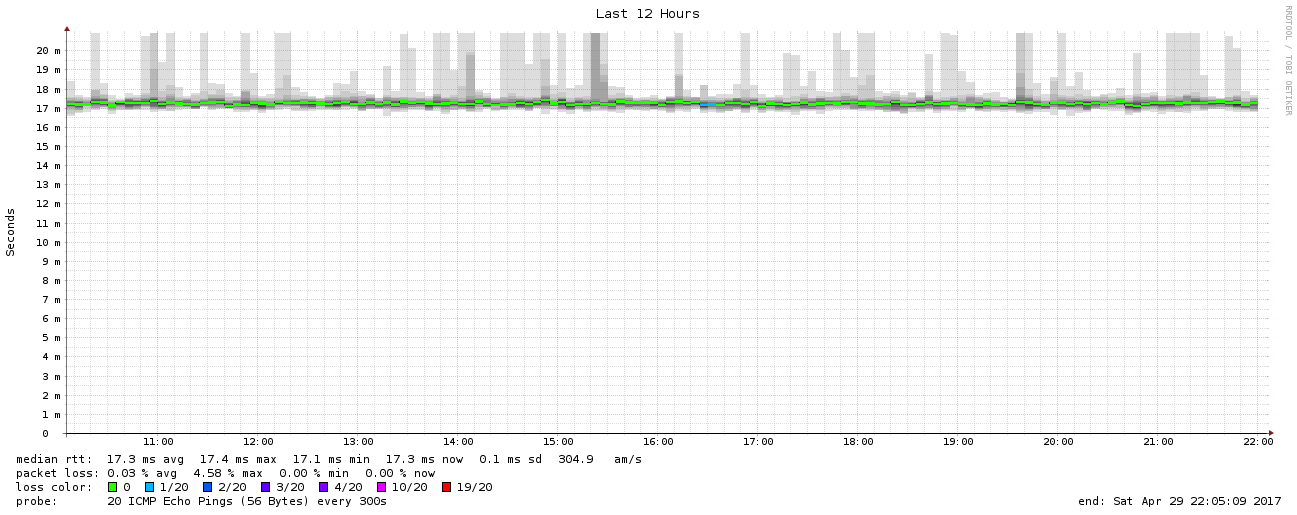 Last 12 Hours
RRDTOOL / TOBI OETIKER
Seconds
20 m
19 m
18 m
17 m
16 m
15 m
14 m
13 m
12 m
11 m
10 m
9 m
8 m
7 m
6 m
5 m
4 m
3 m
2 m
1 m
0
11:00 12:00 13:00 14:00 15:00 16:00 17:00 18:00 19:00 20:00 21:00 22:00
median rtt: 17.3 ms avg 17.4 ms max 17.1 ms min 17.3 ms now 0.1 ms sd 304.9 am/s
packet loss: 0.03 % avg 4.58 % max 0.00 % min 0.00 % now
loss color: 0 1/20 2/20 3/20 4/20 10/20 19/20
probe: 20 ICMP Echo Pings (56 Bytes) every 300s end: Sat Apr 29 22:05:09 2017